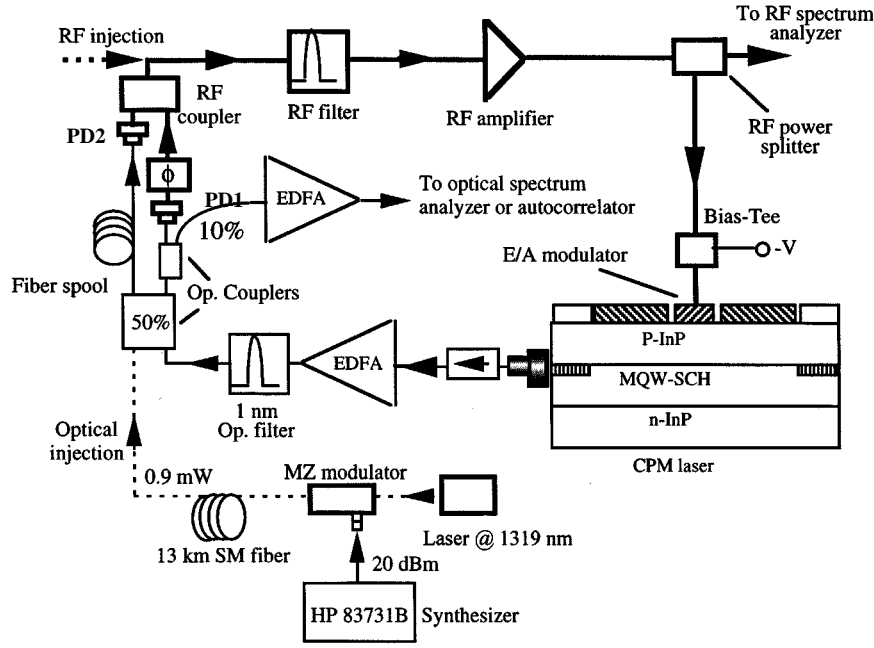 To RF spectrum
analyzer
RF injection
RF
coupler
RF filter
RF amplifier
RF power
splitter
PD2
ϕ
PD1
10%
EDFA
To optical spectrum
analyzer or autocorrelator
Bias-Tee
-V
E/A modulator
Fiber spool
Op. Couplers
50%
EDFA
1 nm
Op. filter
P-InP
MQW-SCH
n-InP
CPM laser
Optical
injection
0.9 mW
MZ modulator
13 km SM fiber
Laser @ 1319 nm
20 dBm
HP 83731B
Synthesizer